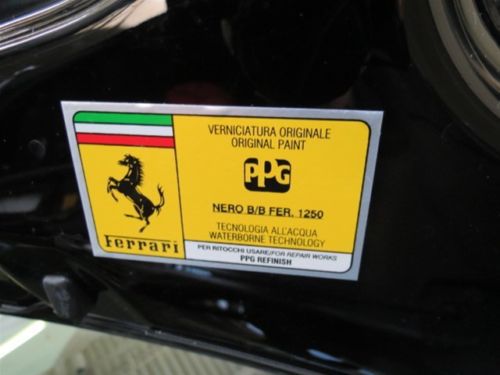 VERNICIATURA ORIGINALE
ORIGINAL PAINT
PPG
NERO B/B FER. 1250
TECNOLOGIA ALL'ACQUA
WATERBORNE TECHNOLOGY
Ferrari
PER RITOCCHI USARE/FOR REPAIR WORKS
PPG REFINISH